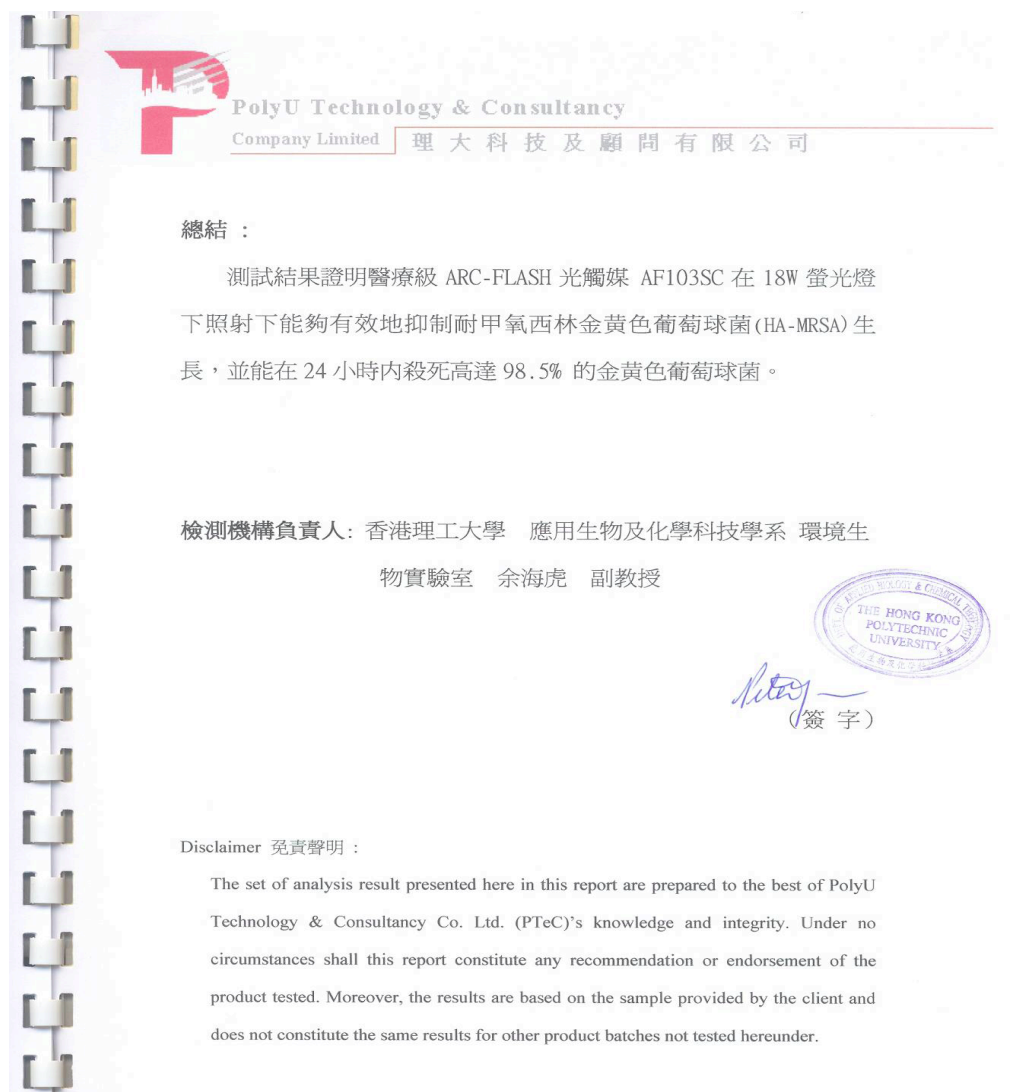 PolyU Technology & Consultancy
Company Limited 理大科技及顧問有限公司
總結 :
測試結果證明醫療級 ARC-FLASH 光觸媒 AF103SC 在 18W 螢光燈
下照射下能夠有效地抑制耐甲氧西林金黃色葡萄球菌(HA-MRSA)生
長，並能在 24 小時内殺死高達 98.5% 的金黃色葡萄球菌。
檢測機構負責人: 香港理工大學 應用生物及化學科技學系 環境生
物實驗室 余海虎 副教授
DEPT. OF APPLIED BIOLOGY & CHEMICAL TECHNOLOGY
THE HONG KONG
POLYTECHNIC
UNIVERSITY
(簽 字)
Disclaimer 免責聲明 :
The set of analysis result presented here in this report are prepared to the best of PolyU
Technology & Consultancy Co. Ltd. (PTeC)'s knowledge and integrity. Under no
circumstances shall this report constitute any recommendation or endorsement of the
product tested. Moreover, the results are based on the sample provided by the client and
does not constitute the same results for other product batches not tested hereunder.